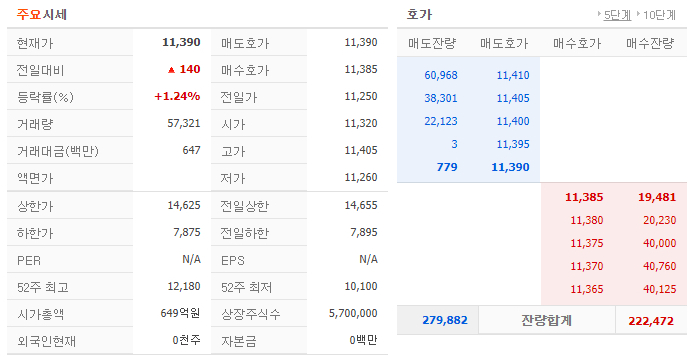 주요시세
현재가 11,390 매도호가 11,390
전일대비 ▲ 140 매수호가 11,385
등락률(%) +1.24% 전일가 11,250
거래량 57,321 시가 11,320
거래대금(백만) 647 고가 11,405
액면가 저가 11,260
상한가 14,625 전일상한 14,655
하한가 7,875 전일하한 7,895
PER N/A EPS N/A
52주 최고 12,180 52주 최저 10,100
시가총액 649억원 상장주식수 5,700,000
외국인현재 0천주 자본금 0백만
호가 5단계 10단계
매도잔량 매도호가 매수호가 매수잔량
60,968 11,410
38,301 11,405
22,123 11,400
3 11,395
779 11,390
11,385 19,481
11,380 20,230
11,375 40,000
11,370 40,760
11,365 40,125
279,882 잔량합계 222,472